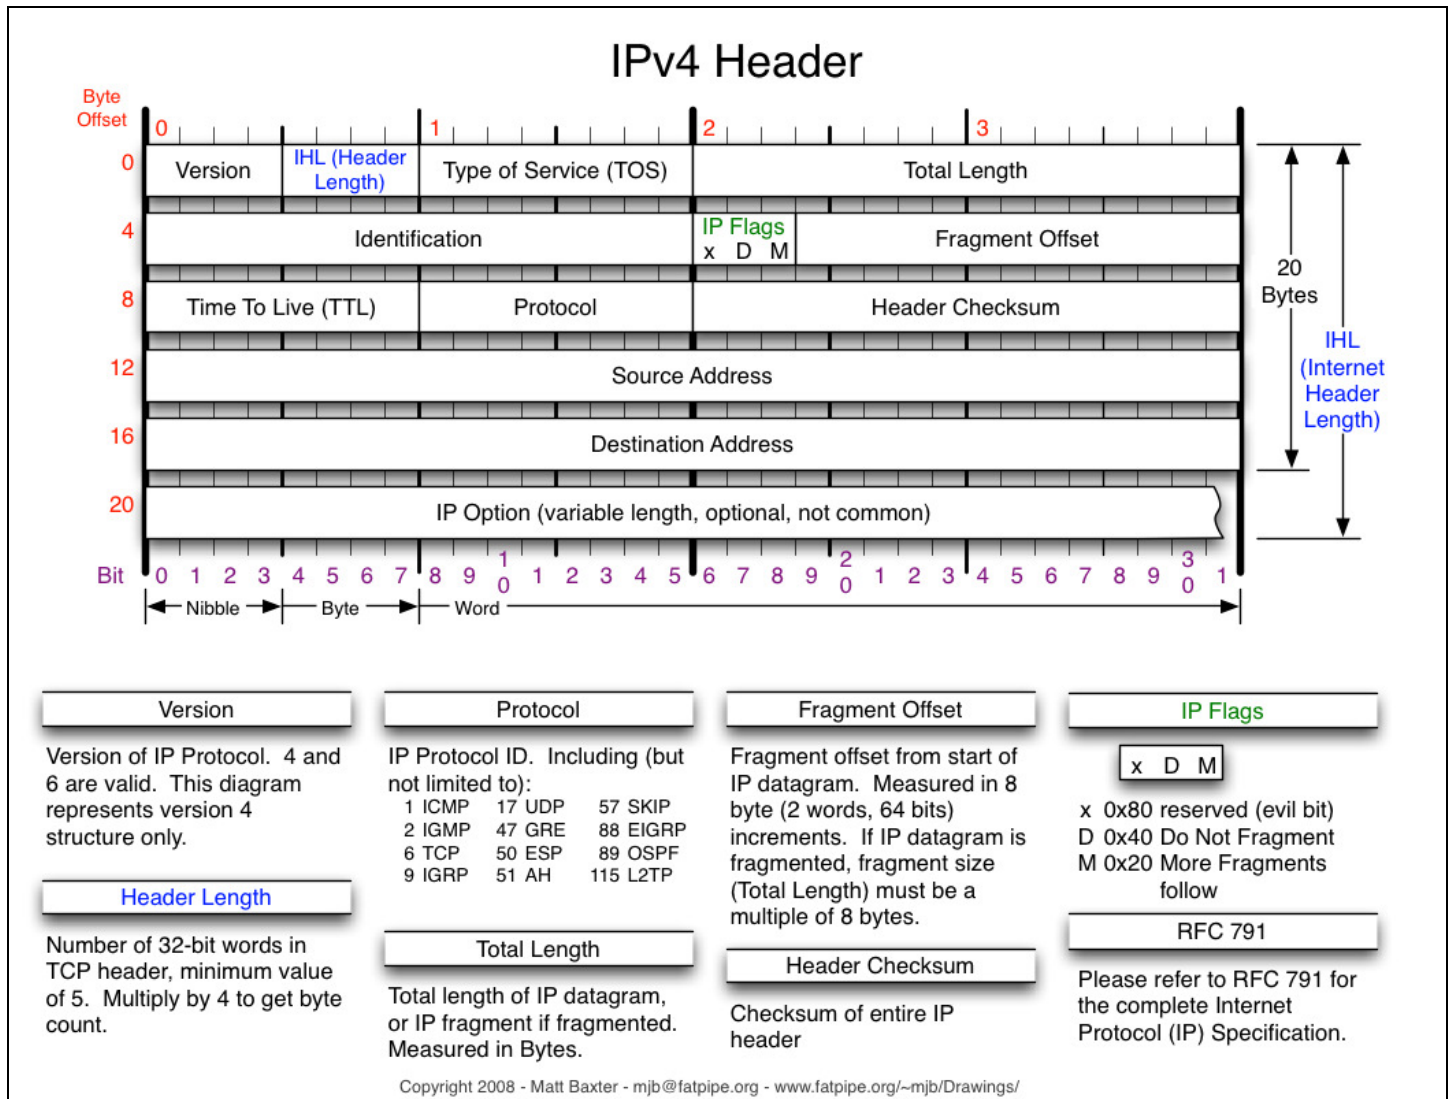 IPv4 Header
Byte
Offset
0 1 2 3
0 Version IHL (Header Type of Service (TOS) Total Length
Length)
4 Identification IP Flags Fragment Offset
x D M
8 Time To Live (TTL) Protocol Header Checksum
12 Source Address
16 Destination Address
20 IP Option (variable length, optional, not common)
20
Bytes
IHL
(Internet
Header
Length)
Bit 0 1 2 3 4 5 6 7 8 9 10 1 2 3 4 5 6 7 8 9 20 1 2 3 4 5 6 7 8 9 30 1
Nibble Byte Word
Version
Version of IP Protocol. 4 and
6 are valid. This diagram
represents version 4
structure only.
Header Length
Number of 32-bit words in
TCP header, minimum value
of 5. Multiply by 4 to get byte
count.
Protocol
IP Protocol ID. Including (but
not limited to):
1 ICMP 17 UDP 57 SKIP
2 IGMP 47 GRE 88 EIGRP
6 TCP 50 ESP 89 OSPF
9 IGRP 51 AH 115 L2TP
Total Length
Total length of IP datagram,
or IP fragment if fragmented.
Measured in Bytes.
Fragment Offset
Fragment offset from start of
IP datagram. Measured in 8
byte (2 words, 64 bits)
increments. If IP datagram is
fragmented, fragment size
(Total Length) must be a
multiple of 8 bytes.
Header Checksum
Checksum of entire IP
header
IP Flags
x D M
x 0x80 reserved (evil bit)
D 0x40 Do Not Fragment
M 0x20 More Fragments
follow
RFC 791
Please refer to RFC 791 for
the complete Internet
Protocol (IP) Specification.
Copyright 2008 - Matt Baxter - mjb@fatpipe.org - www.fatpipe.org/~mjb/Drawings/